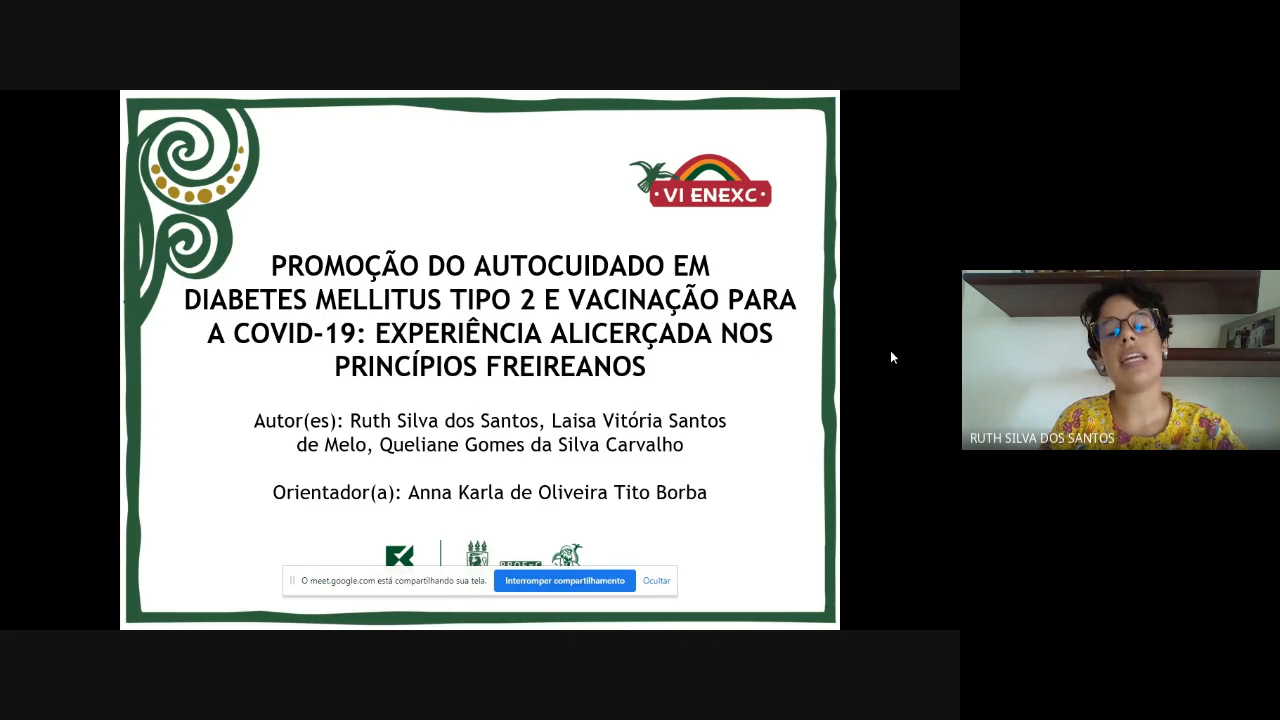 VI ENEXC
PROMOÇÃO DO AUTOCUIDADO EM
DIABETES MELLITUS TIPO 2 E VACINAÇÃO PARA
A COVID-19: EXPERIÊNCIA ALICERÇADA NOS
PRINCÍPIOS FREIREANOS
Autor(es): Ruth Silva dos Santos, Laisa Vitória Santos
de Melo, Queliane Gomes da Silva Carvalho
Orientador(a): Anna Karla de Oliveira Tito Borba
O meet.google.com está compartilhando sua tela.
Interromper compartilhamento
Ocultar
RUTH SILVA DOS SANTOS